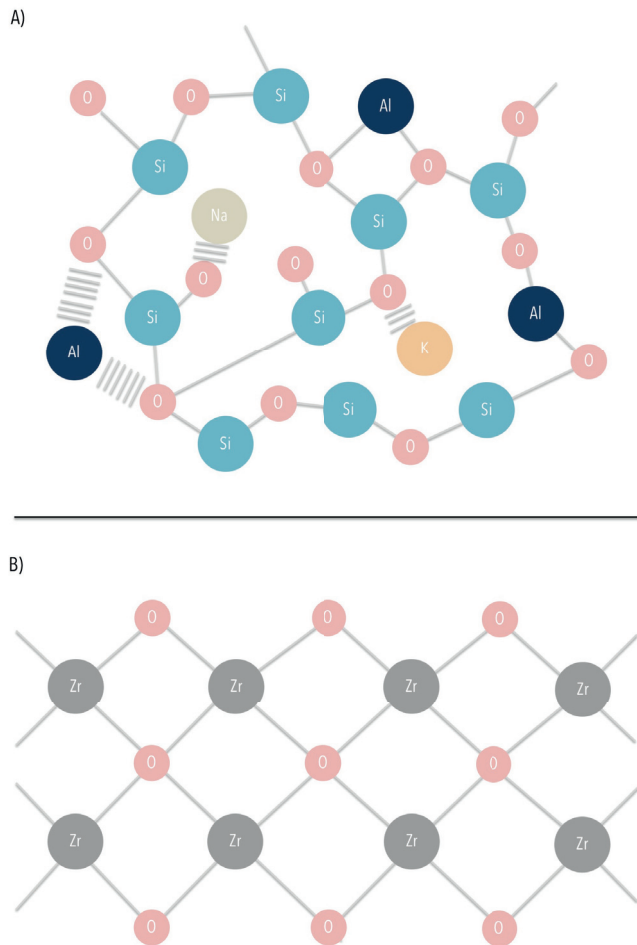 A)
Si
O O Al O
Si O O Si
Na Si
O O O O
Si Si O Al
Al K O
O O Si Si
Si O
B)
O O O
Zr Zr Zr Zr
O O O
Zr Zr Zr Zr
O O O